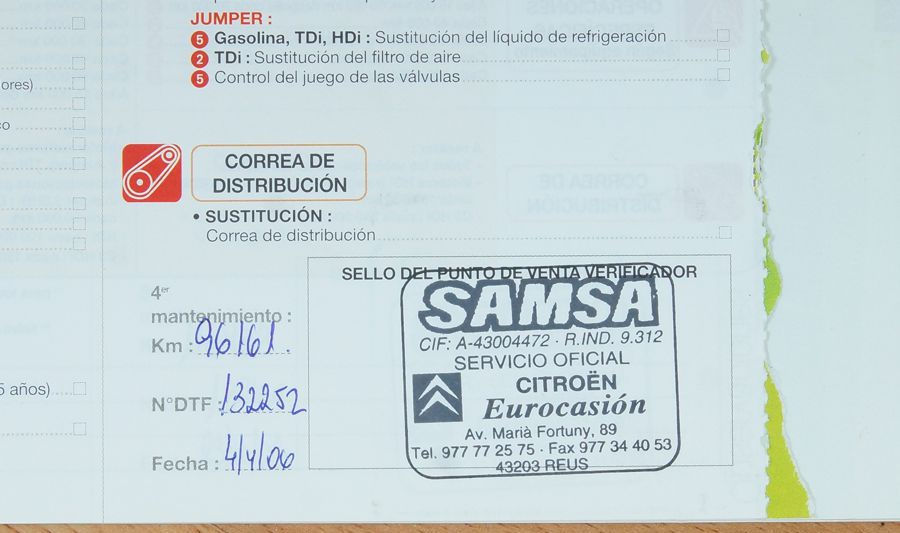 JUMPER :
5 Gasolina, TDi, HDi : Sustitución del líquido de refrigeración
2 TDi : Sustitución del filtro de aire
5 Control del juego de las válvulas
ores)
co
CORREA DE
DISTRIBUCIÓN
• SUSTITUCIÓN :
Correa de distribución
SELLO DEL PUNTO DE VENTA VERIFICADOR
4er
mantenimiento :
Km : 96161.
N°DTF : 132252
Fecha : 4/4/06
5 años)
SAMSA
CIF: A-43004472 · R.IND. 9.312
SERVICIO OFICIAL
CITROËN
Eurocasión
Av. Marià Fortuny, 89
Tel. 977 77 25 75 · Fax 977 34 40 53
43203 REUS